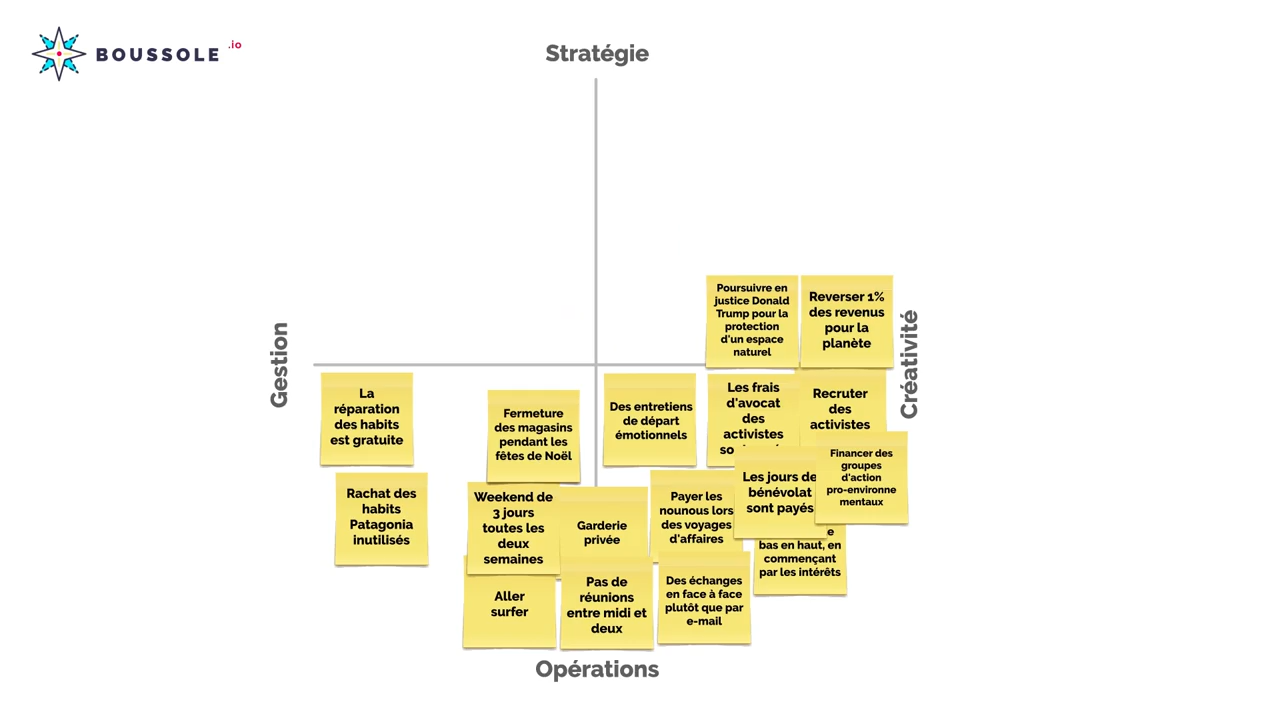 BOUSSOLE .io
Stratégie
Gestion
Créativité
Poursuivre en
justice Donald
Trump pour la
protection
d'un espace
naturel
Reverser 1%
des revenus
pour la
planète
La
réparation
des habits
est gratuite
Fermeture
des magasins
pendant les
fêtes de Noël
Des entretiens
de départ
émotionnels
Les frais
d'avocat
des
activistes
Recruter
des
activistes
Financer des
groupes
d'action
pro-environne
mentaux
Rachat des
habits
Patagonia
inutilisés
Weekend de
3 jours
toutes les
deux
semaines
Garderie
privée
Payer les
nounous lors
des voyages
d'affaires
Les jours de
bénévolat
sont payés
bas en haut, en
commençant
par les intérêts
Aller
surfer
Pas de
réunions
entre midi et
deux
Des échanges
en face à face
plutôt que par
e-mail
Opérations